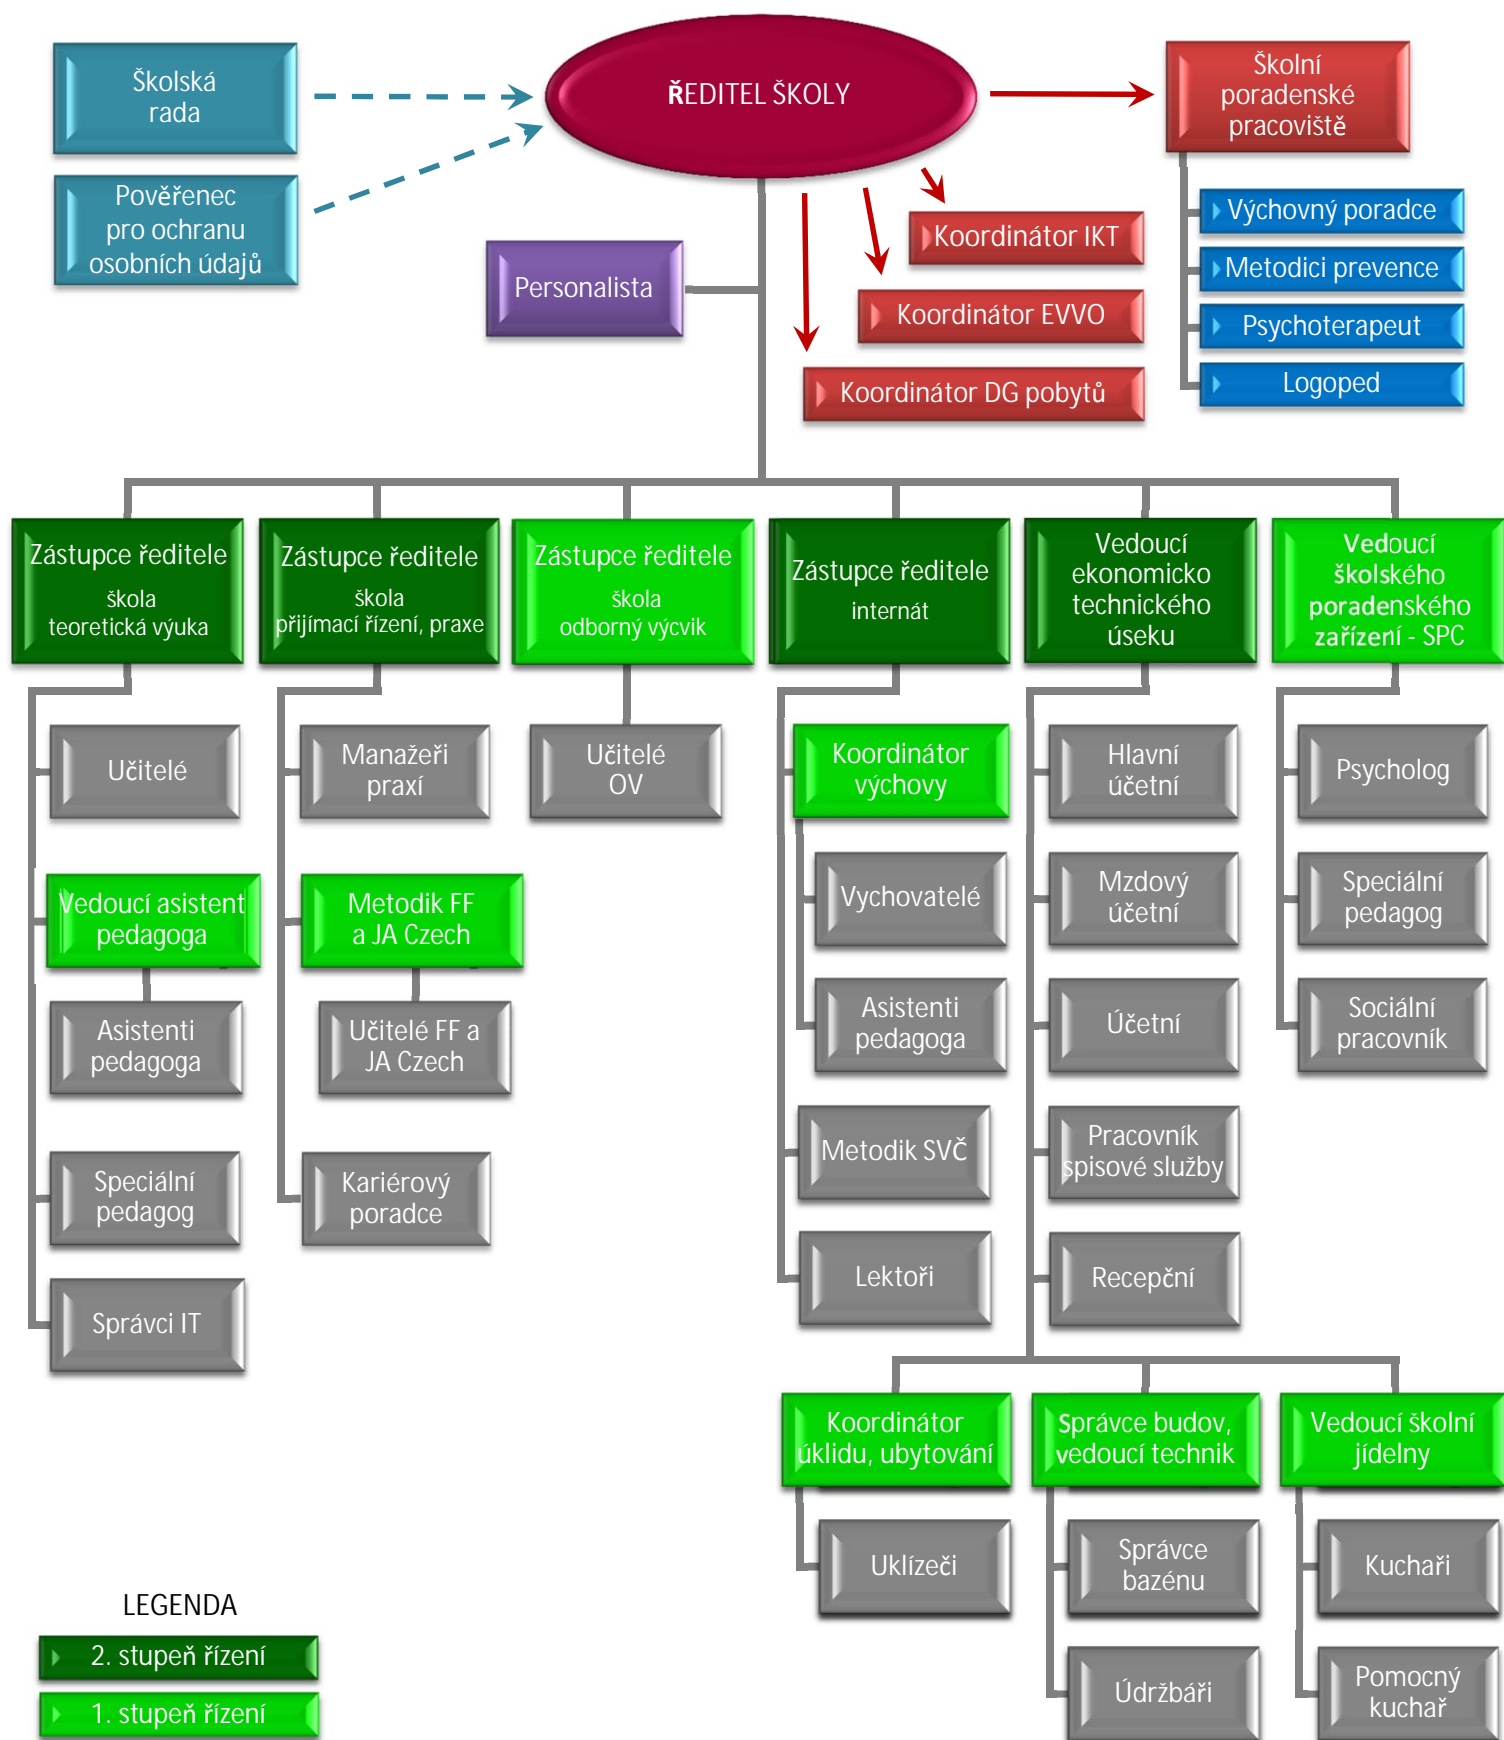 Školská
rada
ŘEDITEL ŠKOLY
Školní
poradenské
pracoviště
Pověřenec
pro ochranu
osobních údajů
Personalista
Koordinátor IKT
Koordinátor EVVO
Koordinátor DG pobytů
Výchovný poradce
Metodici prevence
Psychoterapeut
Logoped
Zástupce ředitele
škola
teoretická výuka
Zástupce ředitele
škola
přijímací řízení, praxe
Zástupce ředitele
škola
odborný výcvik
Zástupce ředitele
internát
Vedoucí
ekonomicko
technického
úseku
Vedoucí
školského
poradenského
zařízení - SPC
Učitelé
Vedoucí asistent
pedagoga
Asistenti
pedagoga
Speciální
pedagog
Správci IT
Manažeři
praxí
Metodik FF
a JA Czech
Učitelé FF a
JA Czech
Kariérový
poradce
Učitelé
OV
Koordinátor
výchovy
Vychovatelé
Asistenti
pedagoga
Metodik SVČ
Lektoři
Hlavní
účetní
Mzdový
účetní
Účetní
Pracovník
spisové služby
Recepční
Psycholog
Speciální
pedagog
Sociální
pracovník
Koordinátor
úklidu, ubytování
Uklízeči
Správce budov,
vedoucí technik
Správce
bazénu
Údržbáři
Vedoucí školní
jídelny
Kuchaři
Pomocný
kuchař
LEGENDA
2. stupeň řízení
1. stupeň řízení